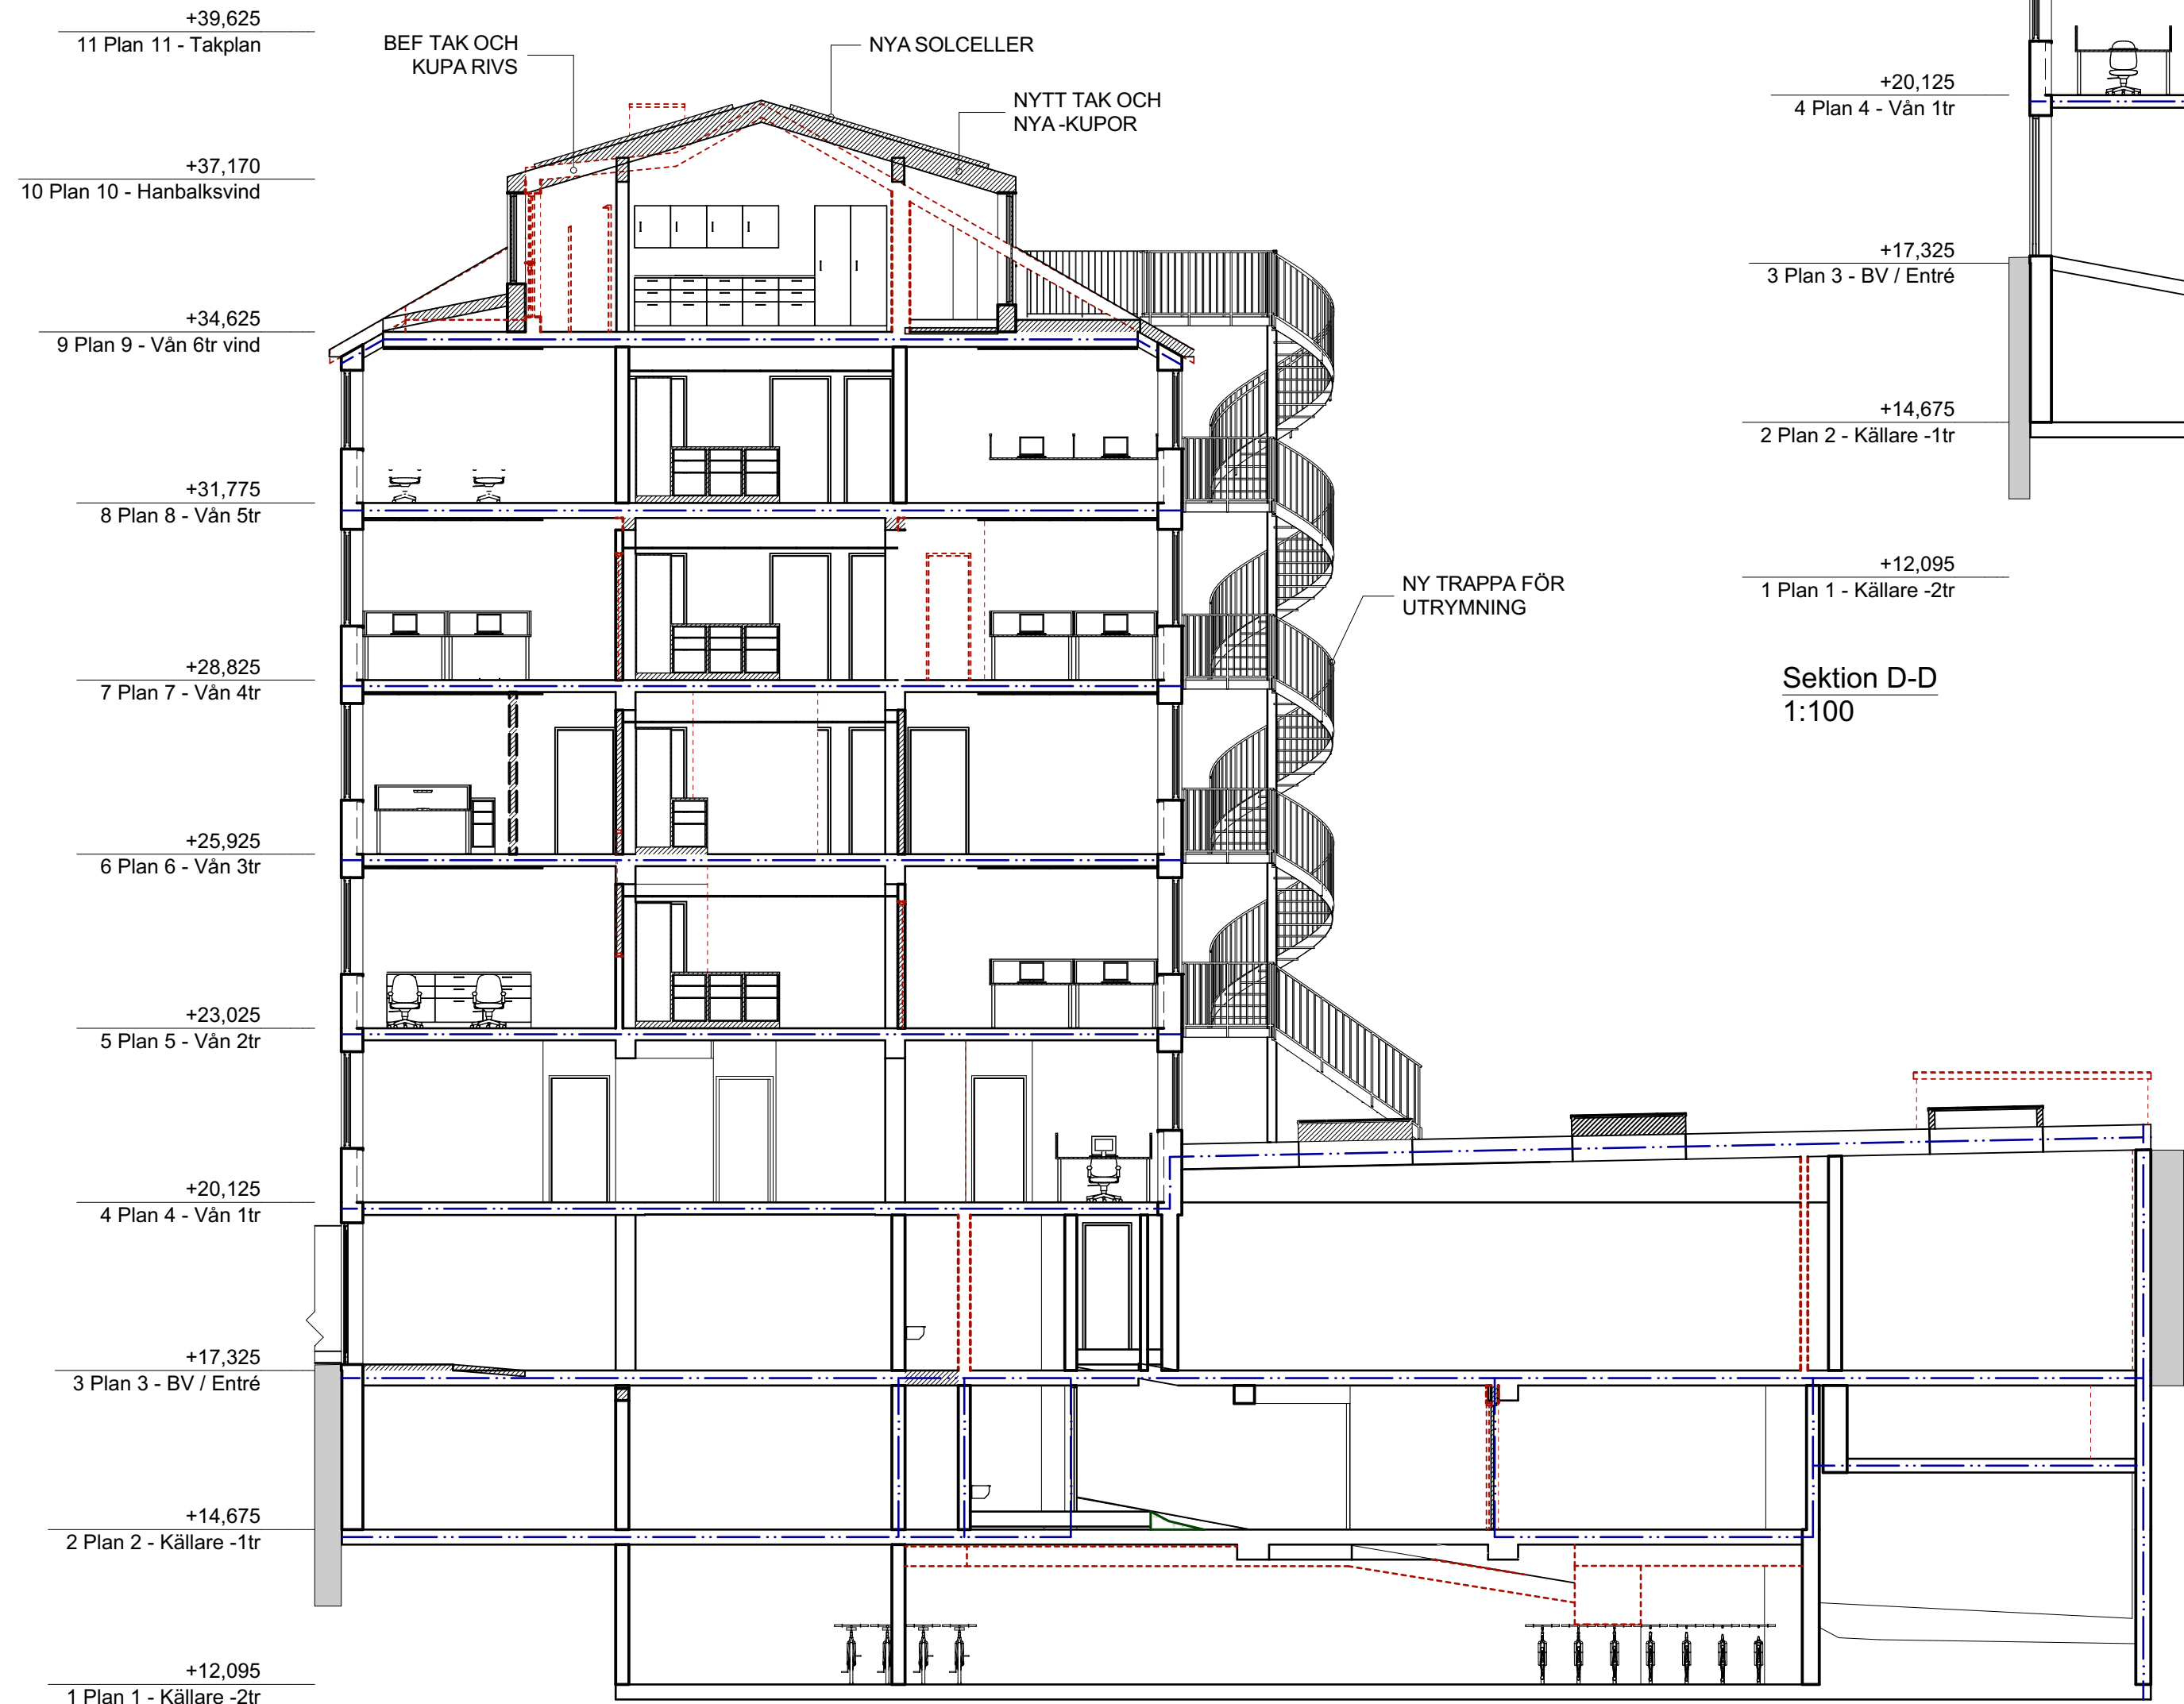 +39,625
11 Plan 11 - Takplan
BEF TAK OCH
KUPA RIVS
NYA SOLCELLER
NYTT TAK OCH
NYA -KUPOR
+37,170
10 Plan 10 - Hanbalksvind
+34,625
9 Plan 9 - Vån 6tr vind
+31,775
8 Plan 8 - Vån 5tr
+28,825
7 Plan 7 - Vån 4tr
+25,925
6 Plan 6 - Vån 3tr
+23,025
5 Plan 5 - Vån 2tr
+20,125
4 Plan 4 - Vån 1tr
+17,325
3 Plan 3 - BV / Entré
+14,675
2 Plan 2 - Källare -1tr
+12,095
1 Plan 1 - Källare -2tr
NY TRAPPA FÖR
UTRYMNING
+20,125
4 Plan 4 - Vån 1tr
+17,325
3 Plan 3 - BV / Entré
+14,675
2 Plan 2 - Källare -1tr
+12,095
1 Plan 1 - Källare -2tr
Sektion D-D
1:100